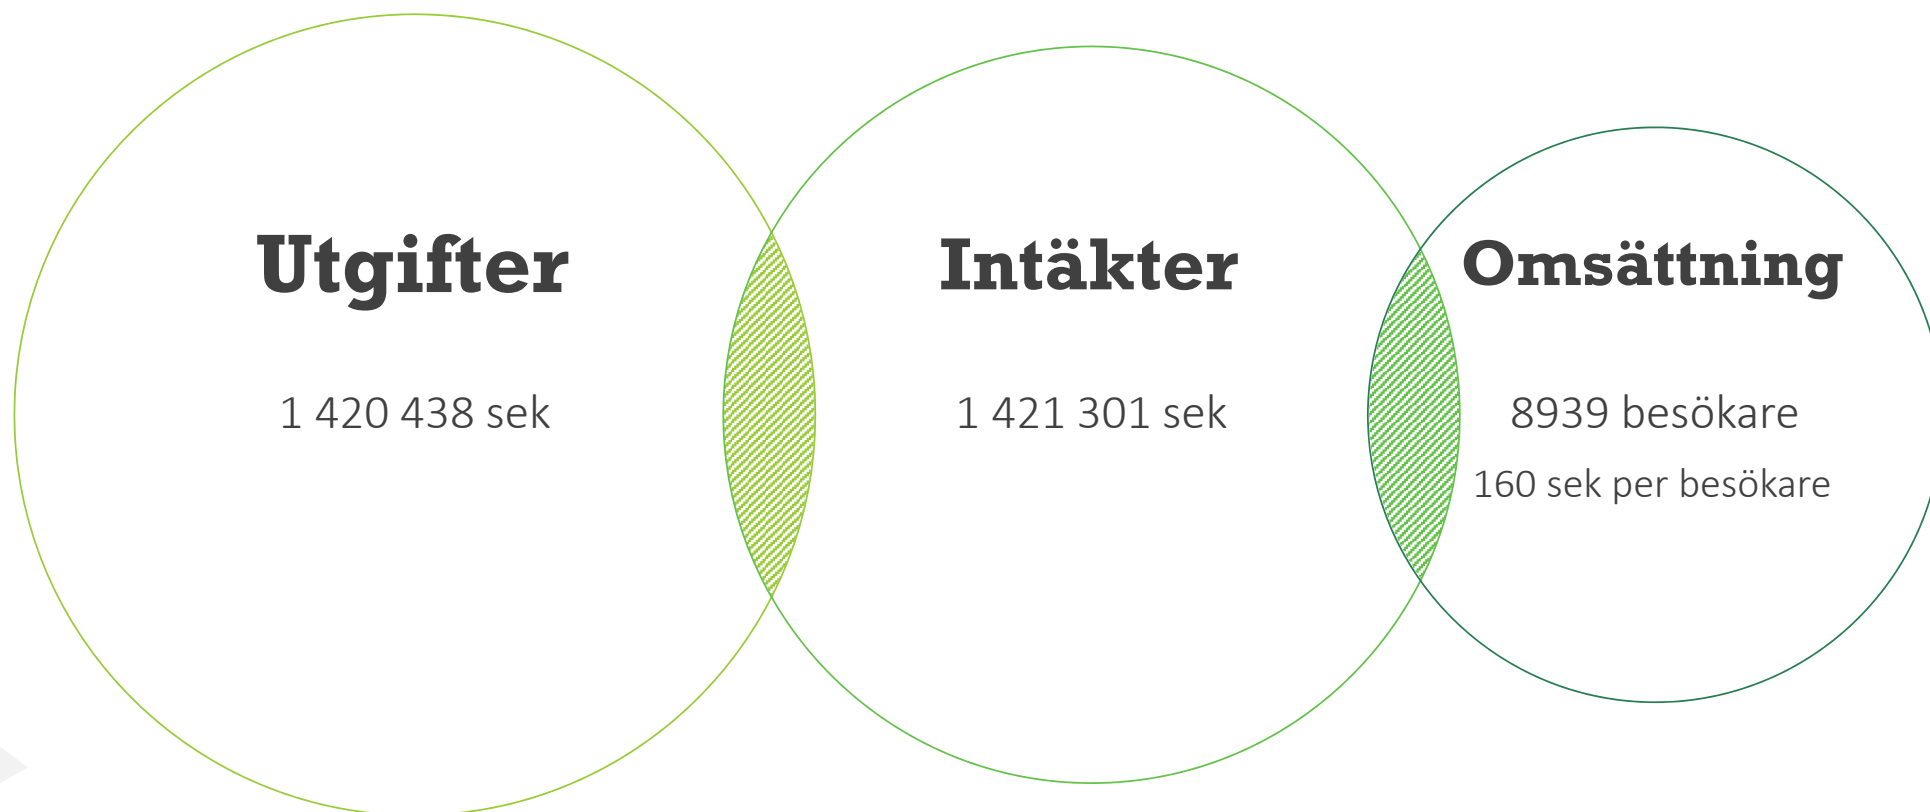 Utgifter
1 420 438 sek
Intäkter
1 421 301 sek
Omsättning
8939 besökare
160 sek per besökare